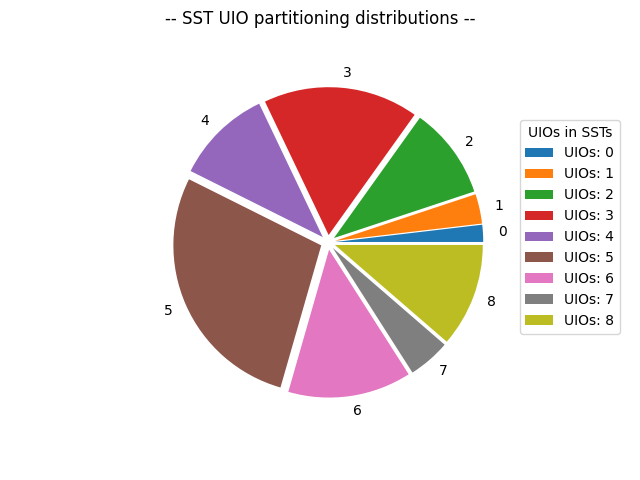 -- SST UIO partitioning distributions --
3
4
2
1
0
5
8
7
6
UIOs in SSTs
UIOs: 0
UIOs: 1
UIOs: 2
UIOs: 3
UIOs: 4
UIOs: 5
UIOs: 6
UIOs: 7
UIOs: 8